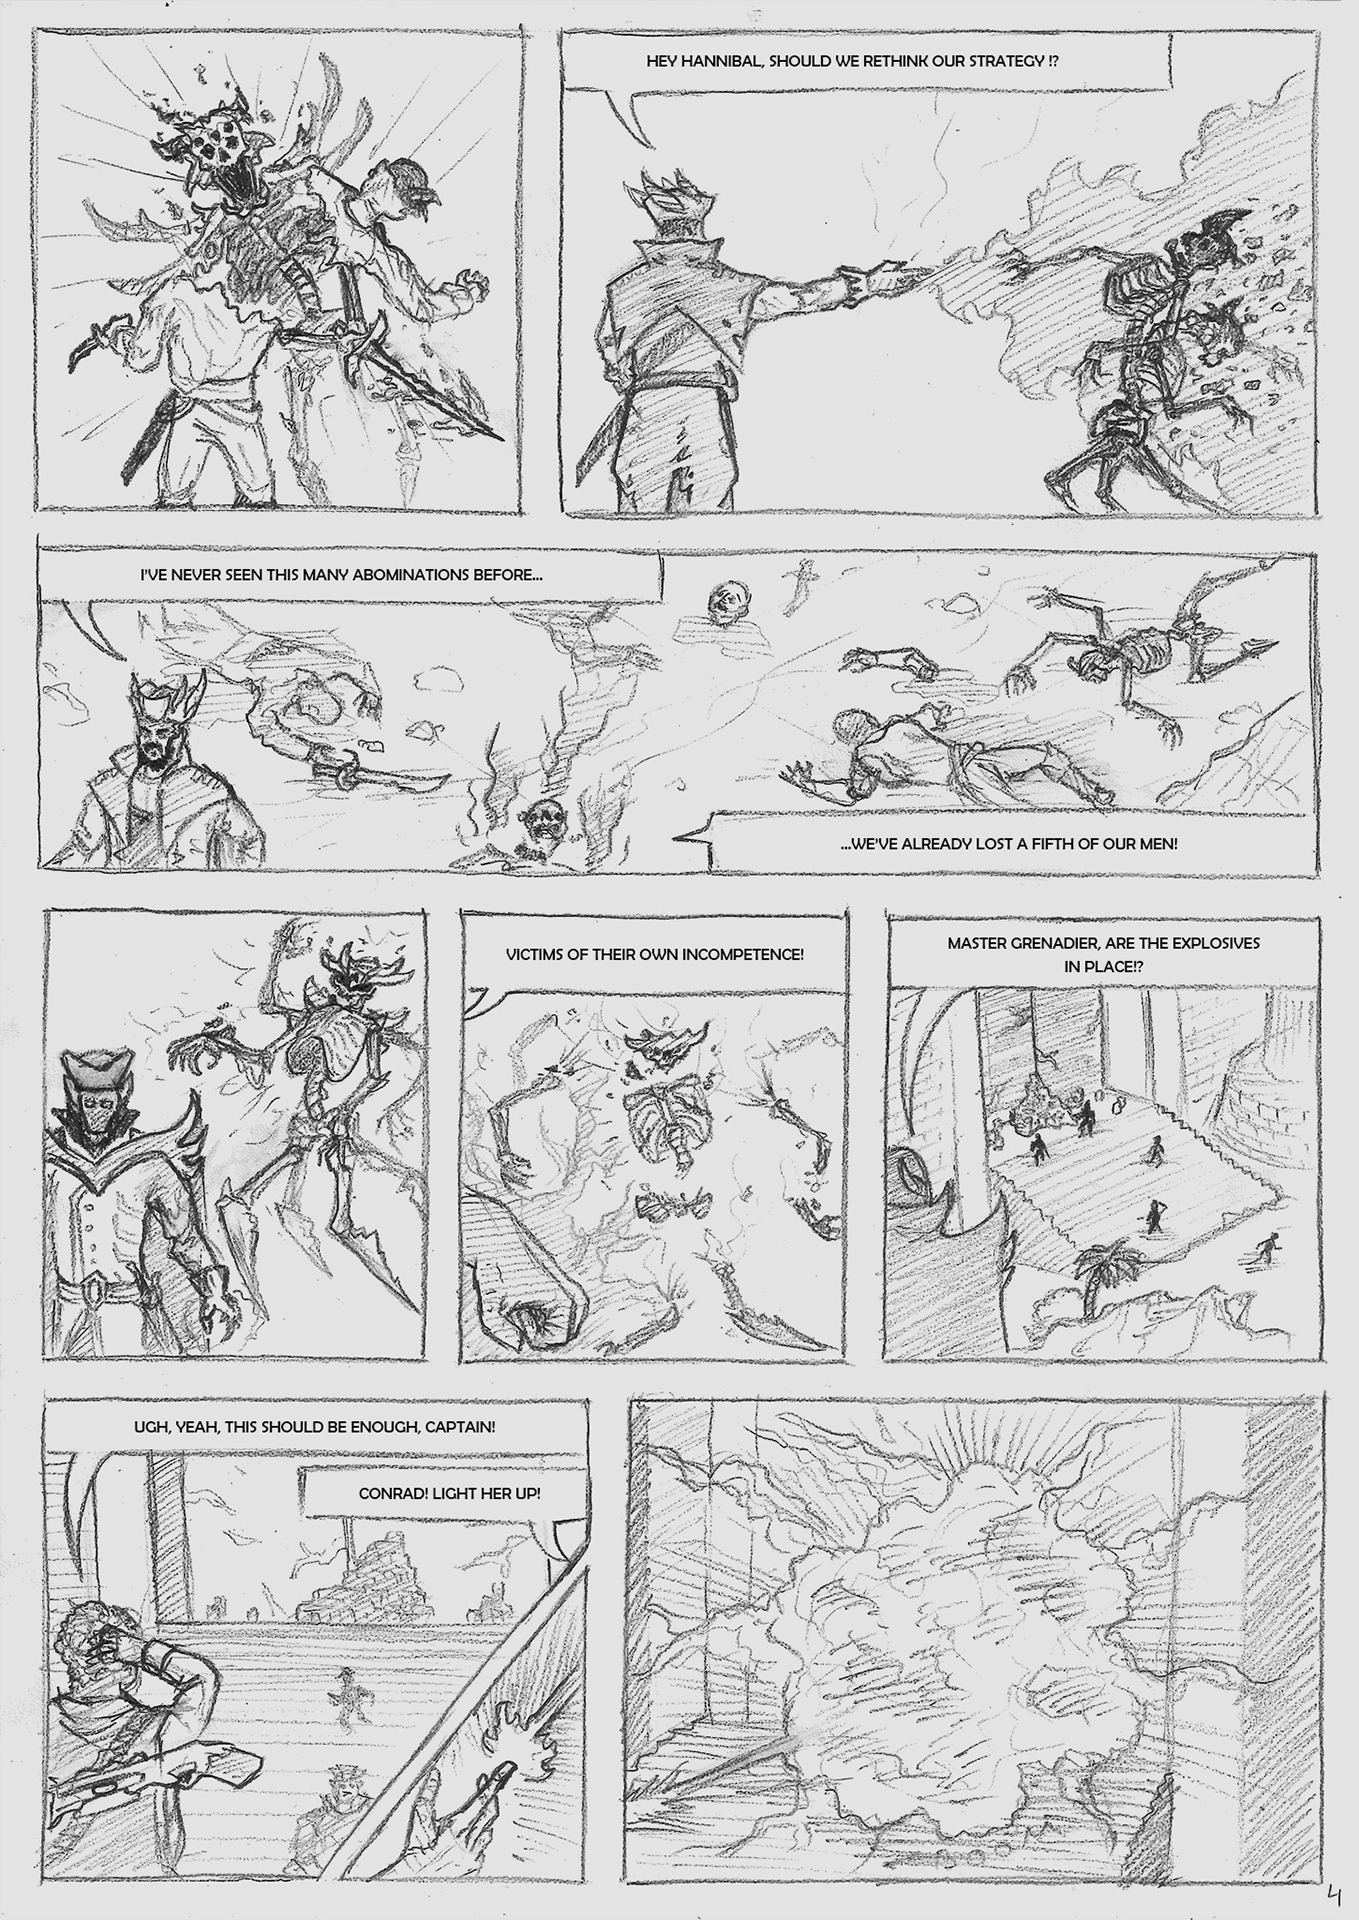 HEY HANNIBAL, SHOULD WE RETHINK OUR STRATEGY !?
I'VE NEVER SEEN THIS MANY ABOMINATIONS BEFORE...
...WE'VE ALREADY LOST A FIFTH OF OUR MEN!
VICTIMS OF THEIR OWN INCOMPETENCE!
MASTER GRENADIER, ARE THE EXPLOSIVES
IN PLACE!?
UGH, YEAH, THIS SHOULD BE ENOUGH, CAPTAIN!
CONRAD! LIGHT HER UP!
4